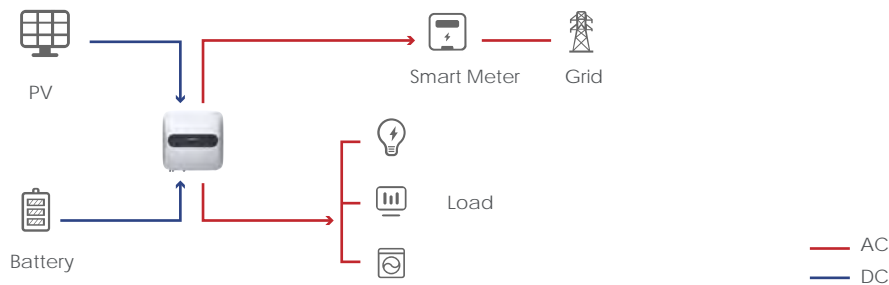 PV
Smart Meter
Grid
Load
Battery
AC
DC